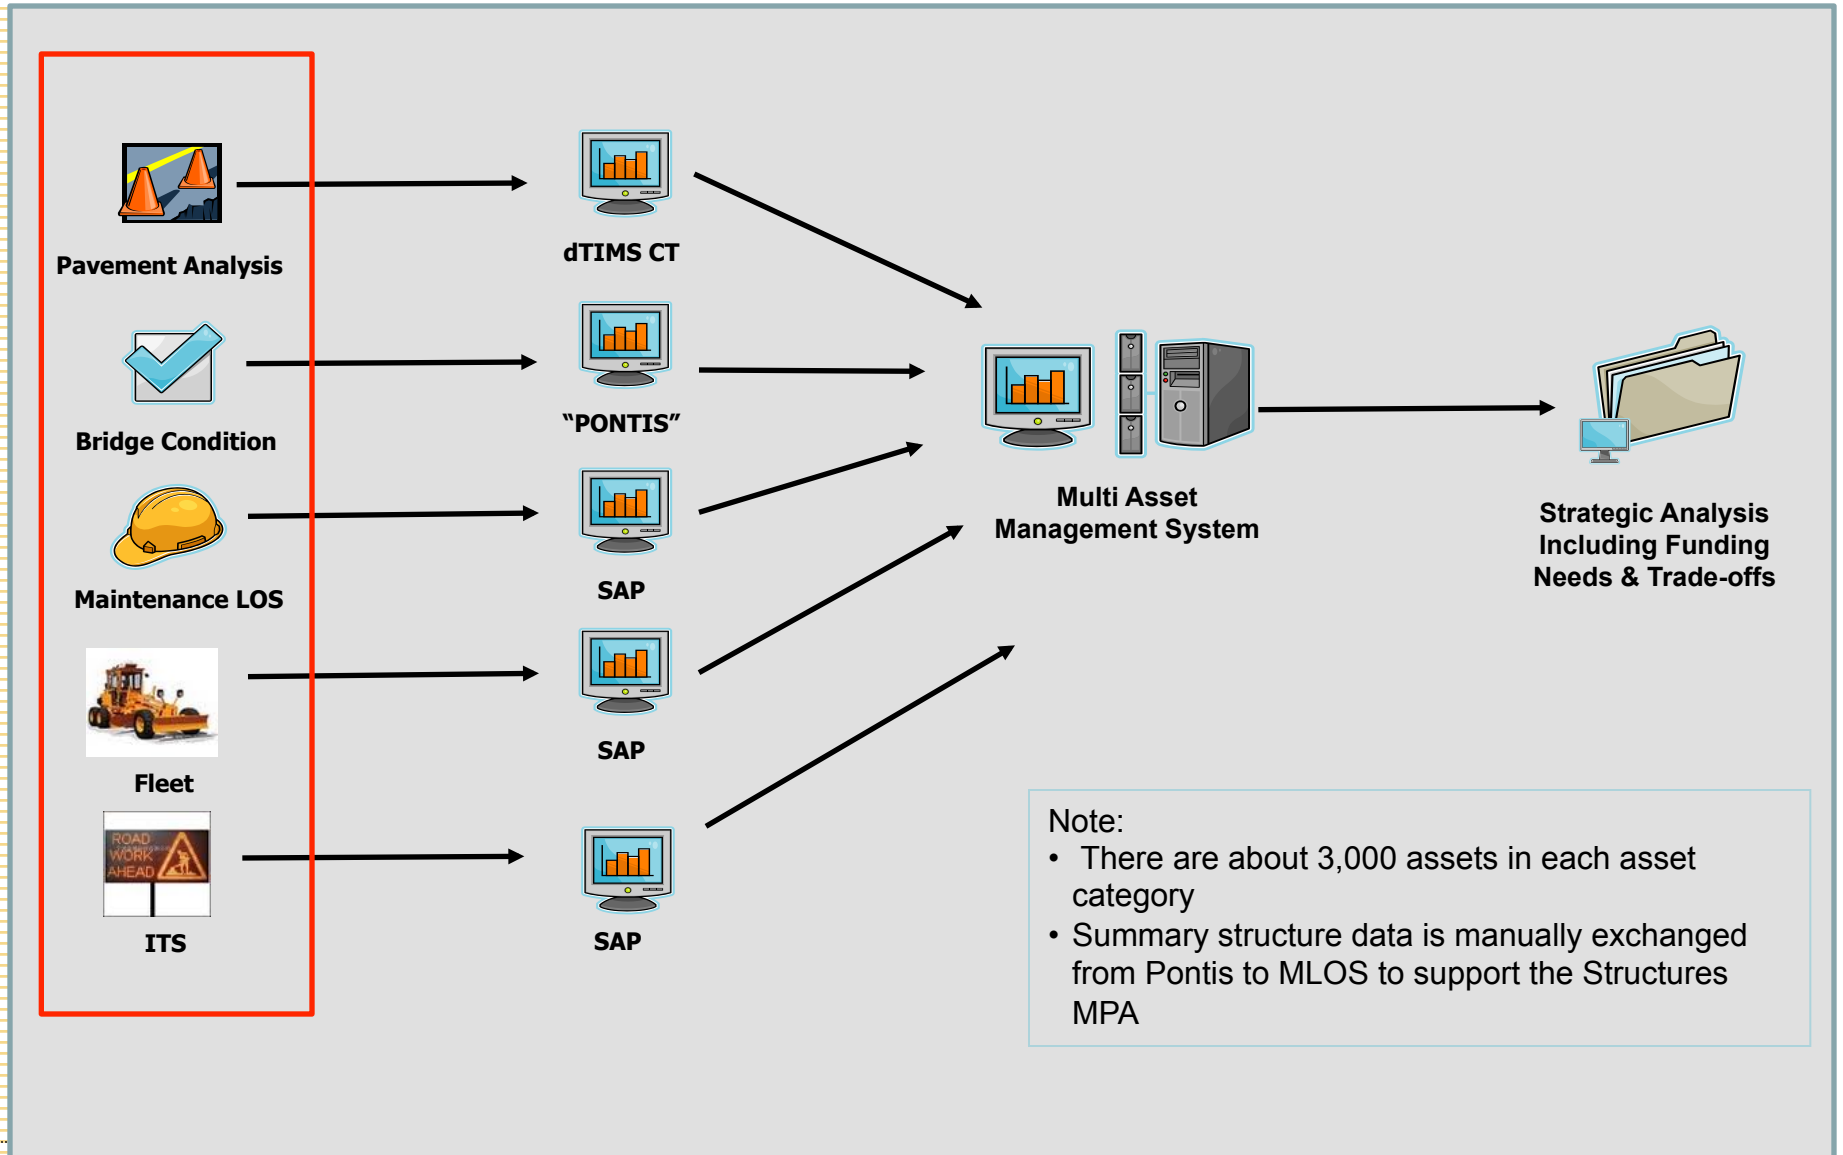 Pavement Analysis
dTIMS CT
Bridge Condition
“PONTIS”
Maintenance LOS
SAP
Fleet
SAP
ROAD
WORK
AHEAD
ITS
SAP
Multi Asset
Management System
Strategic Analysis
Including Funding
Needs & Trade-offs
Note:
• There are about 3,000 assets in each asset
category
• Summary structure data is manually exchanged
from Pontis to MLOS to support the Structures
MPA